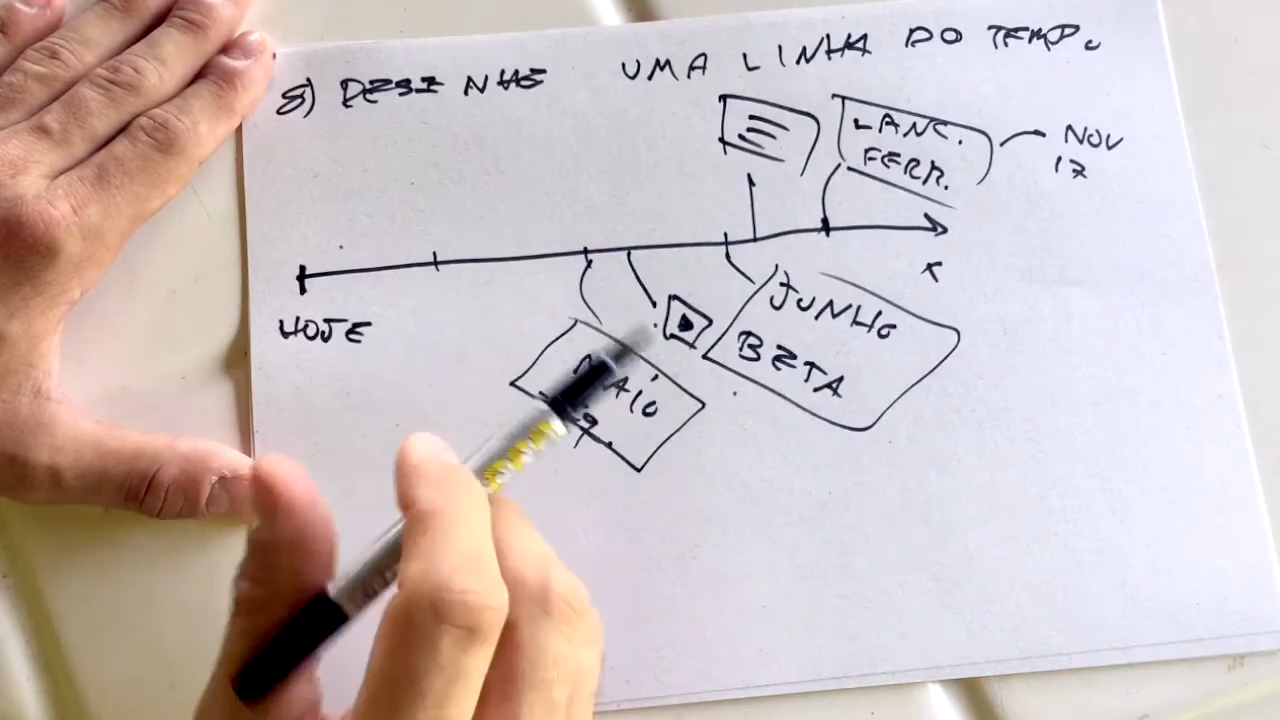 8) DESENHE UMA LINHA DO TEMPO
LANC.
FERR.
NOV
17
HOJE
JUNHO
BETA
MAIO